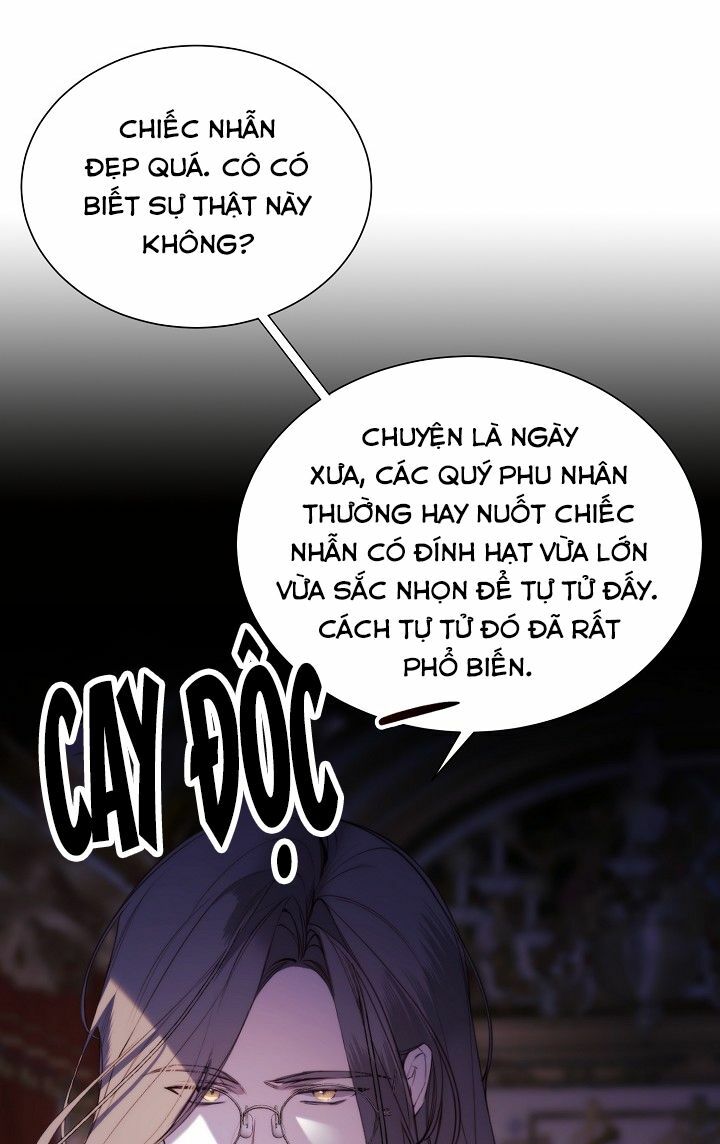 CHIẾC NHẪN
ĐẸP QUÁ. CÔ CÓ
BIẾT SỰ THẬT NÀY
KHÔNG?
CHUYỆN LÀ NGÀY
XƯA, CÁC QUÝ PHU NHÂN
THƯỜNG HAY NUỐT CHIẾC
NHẪN CÓ ĐÍNH HẠT VỪA LỚN
VỪA SẮC NHỌN ĐỂ TỰ TỬ ĐẤY.
CÁCH TỰ TỬ ĐÓ ĐÃ RẤT
PHỔ BIẾN.
CAY ĐỘC